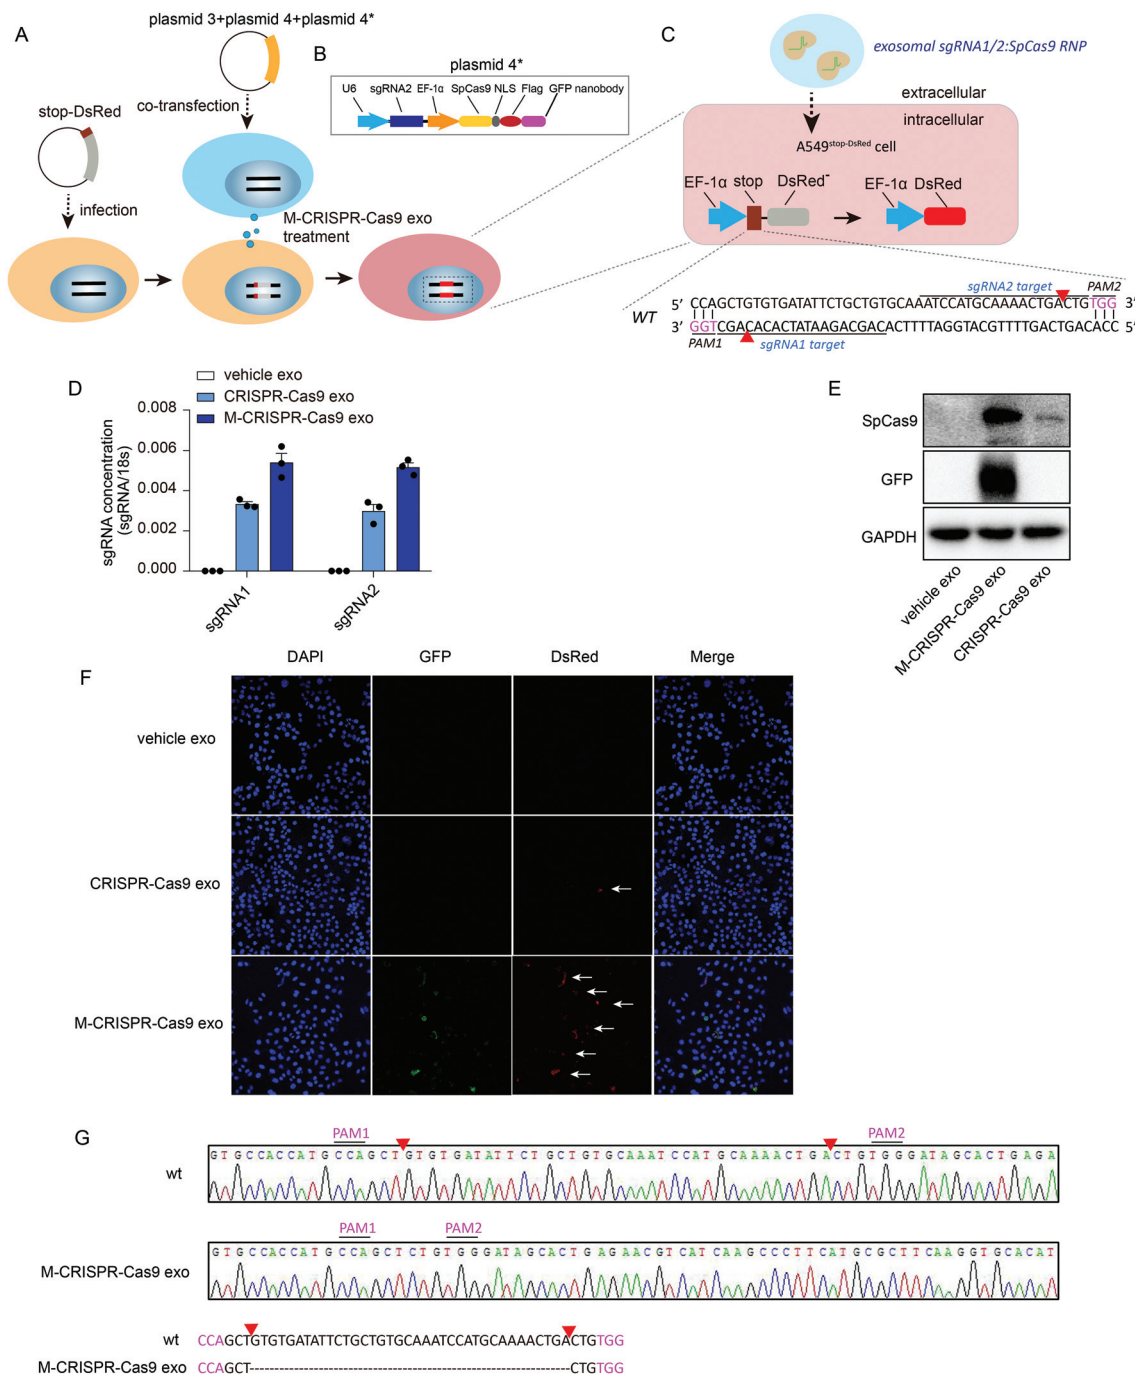 A
plasmid 3+plasmid 4+plasmid 4*
stop-DsRed
co-transfection
infection
M-CRISPR-Cas9 exo
treatment
B
plasmid 4*
U6 sgRNA2 EF-1α SpCas9 NLS Flag GFP nanobody
C
exosomal sgRNA1/2:SpCas9 RNP
extracellular
intracellular
A549stop-DsRed cell
EF-1α stop DsRed-
EF-1α DsRed
sgRNA2 target PAM2
5' CCAGCTGTGTGATATTCTGCTGTGCAAATCCATGCAAAACTGACTGTGG 3'
WT
3' GGTCGACACACTATAAGACGACACTTTTAGGTACGTTTTGACTGACACC 5'
PAM1 sgRNA1 target
D
vehicle exo
CRISPR-Cas9 exo
M-CRISPR-Cas9 exo
sgRNA concentration
(sgRNA/18s)
0.008
0.006
0.004
0.002
0.000
sgRNA1
sgRNA2
E
SpCas9
GFP
GAPDH
vehicle exo
M-CRISPR-Cas9 exo
CRISPR-Cas9 exo
F
DAPI GFP DsRed Merge
vehicle exo
CRISPR-Cas9 exo
M-CRISPR-Cas9 exo
G
PAM1 PAM2
wt
GTGCCACCATGCCAGCTGTGTGATATTCTGCTGTGCAAATCCATGCAAAACTGACTGTGGGATAGCACTGAGA
PAM1 PAM2
M-CRISPR-Cas9 exo
GTGCCACCATGCCAGCTCTGTGGGATAGCACTGAGAACGTCATCAAGCCCTTCATGCGCTTCAAGGTGCACAT
wt CCAGCTGTGTGATATTCTGCTGTGCAAATCCATGCAAAACTGACTGTGG
M-CRISPR-Cas9 exo CCAGCT-------------------------------------CTGTGG